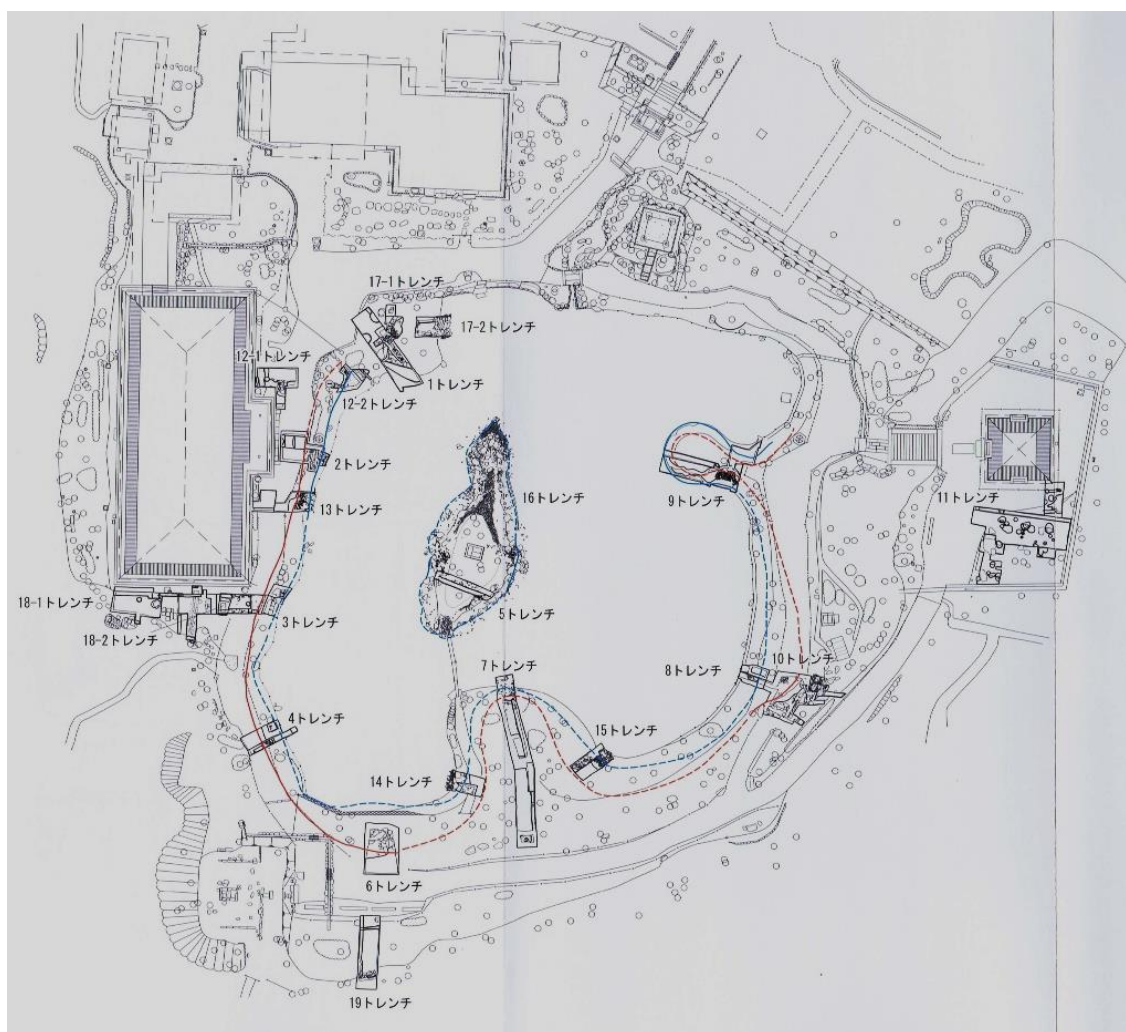 17-1トレンチ
17-2トレンチ
12-1トレンチ
1トレンチ
12-2トレンチ
2トレンチ
16トレンチ
9トレンチ
11トレンチ
13トレンチ
18-1トレンチ
3トレンチ
5トレンチ
18-2トレンチ
7トレンチ
8トレンチ
10トレンチ
4トレンチ
15トレンチ
14トレンチ
6トレンチ
19トレンチ